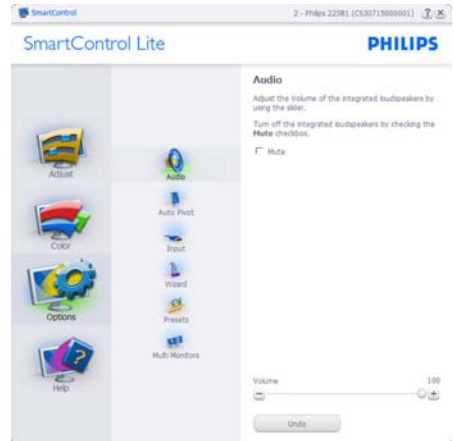 SmartControl
2 - Philips 225B1 (CS30715000001)
SmartControl Lite
PHILIPS
Adjust
Color
Options
Help
Audio
Auto Pivot
Input
Wizard
Presets
Multi Monitors
Audio
Adjust the Volume of the integrated loudspeakers by
using the slider.
Turn off the integrated loudspeakers by checking the
Mute checkbox.
Mute
Volume
100
Undo